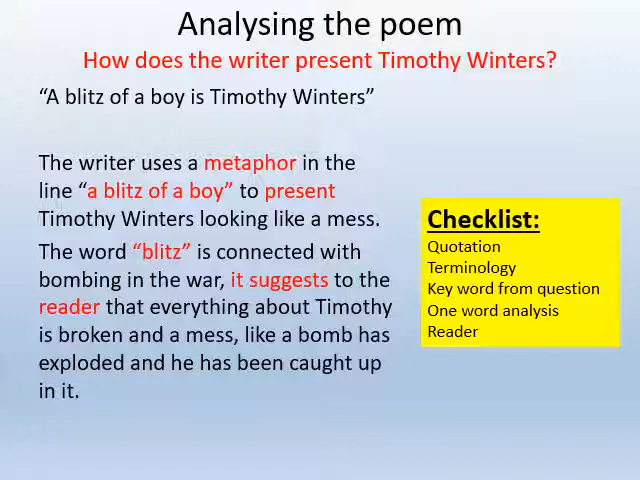 Analysing the poem
How does the writer present Timothy Winters?
“A blitz of a boy is Timothy Winters”
The writer uses a metaphor in the
line “a blitz of a boy” to present
Timothy Winters looking like a mess.
The word “blitz” is connected with
bombing in the war, it suggests to the
reader that everything about Timothy
is broken and a mess, like a bomb has
exploded and he has been caught up
in it.
Checklist:
Quotation
Terminology
Key word from question
One word analysis
Reader